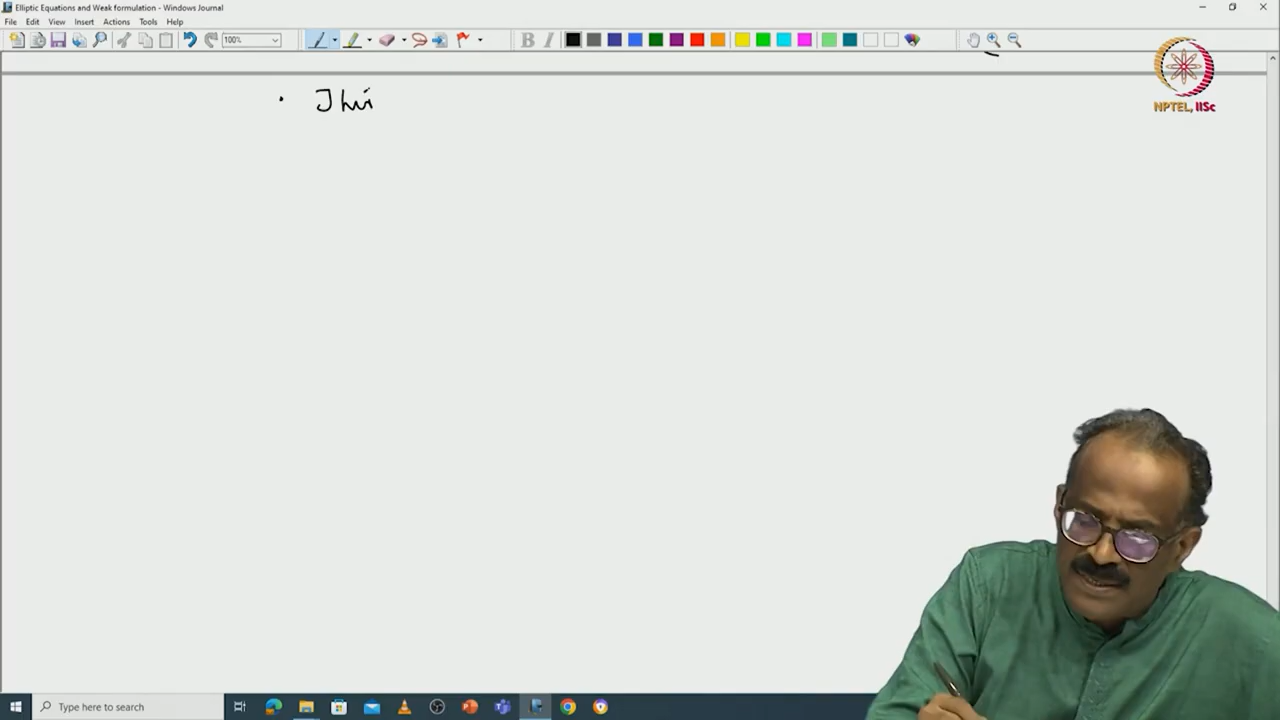 Elliptic Equations and Weak formulation - Windows Journal
File Edit View Insert Actions Tools Help
100%
B I
NPTEL, IISc
. Thi
Type here to search